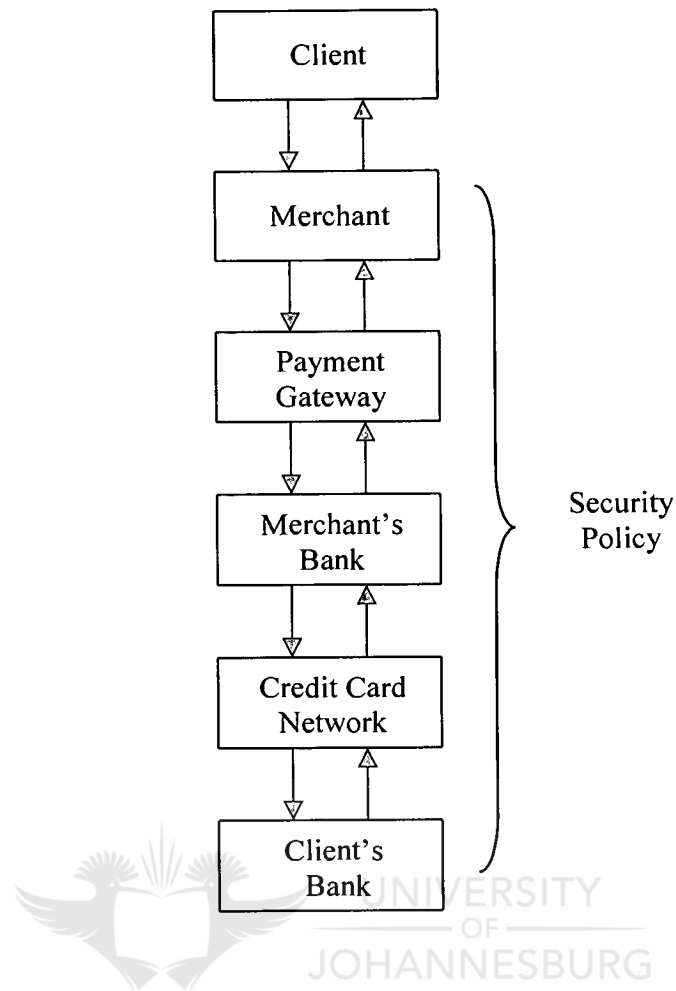 Client
Merchant
Payment
Gateway
Merchant's
Bank
Credit Card
Network
Client's
Bank
Security
Policy
UNIVERSITY
OF
JOHANNESBURG